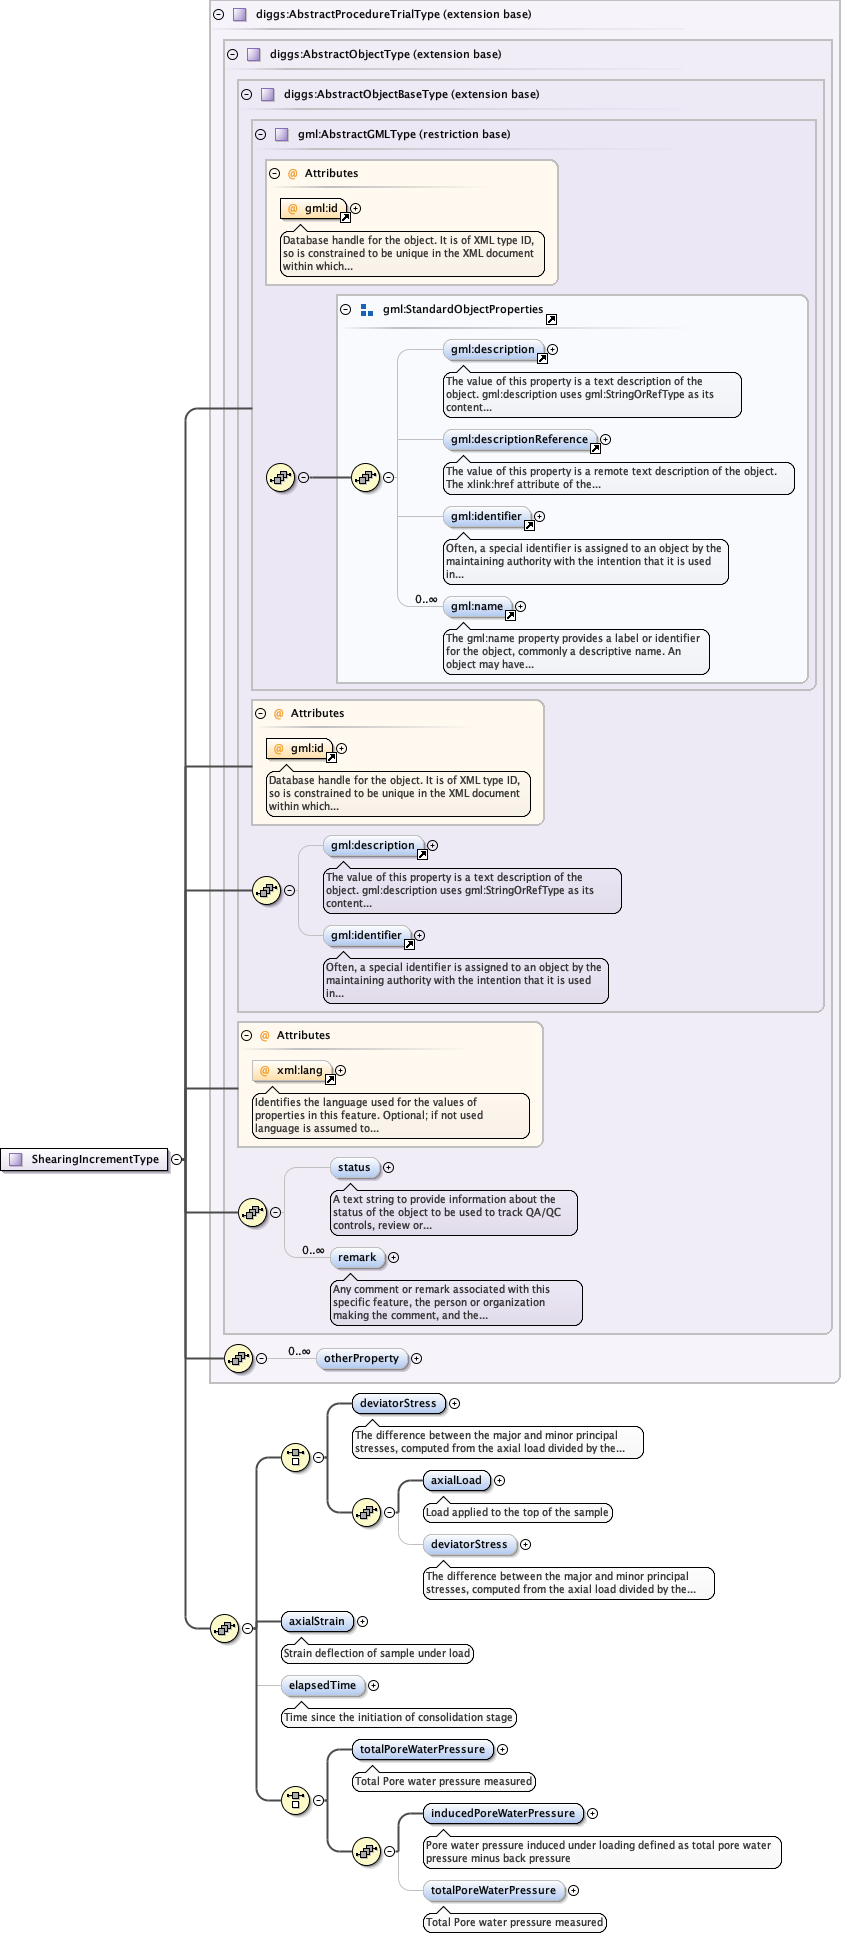 diggs:AbstractProcedureTrialType (extension base)
diggs:AbstractObjectType (extension base)
diggs:AbstractObjectBaseType (extension base)
gml:AbstractGMLType (restriction base)
@ Attributes
@ gml:id
Database handle for the object. It is of XML type ID,
so is constrained to be unique in the XML document
within which...
gml:StandardObjectProperties
gml:description
The value of this property is a text description of the
object. gml:description uses gml:StringOrRefType as its
content...
gml:descriptionReference
The value of this property is a remote text description of the object.
The xlink:href attribute of the...
gml:identifier
Often, a special identifier is assigned to an object by the
maintaining authority with the intention that it is used
in...
0..∞
gml:name
The gml:name property provides a label or identifier
for the object, commonly a descriptive name. An
object may have...
@ Attributes
@ gml:id
Database handle for the object. It is of XML type ID,
so is constrained to be unique in the XML document
within which...
gml:description
The value of this property is a text description of the
object. gml:description uses gml:StringOrRefType as its
content...
gml:identifier
Often, a special identifier is assigned to an object by the
maintaining authority with the intention that it is used
in...
@ Attributes
@ xml:lang
Identifies the language used for the values of
properties in this feature. Optional; if not used
language is assumed to...
ShearingIncrementType
status
A text string to provide information about the
status of the object to be used to track QA/QC
controls, review or...
0..∞
remark
Any comment or remark associated with this
specific feature, the person or organization
making the comment, and the...
0..∞
otherProperty
deviatorStress
The difference between the major and minor principal
stresses, computed from the axial load divided by the...
axialLoad
Load applied to the top of the sample
deviatorStress
The difference between the major and minor principal
stresses, computed from the axial load divided by the...
axialStrain
Strain deflection of sample under load
elapsedTime
Time since the initiation of consolidation stage
totalPoreWaterPressure
Total Pore water pressure measured
inducedPoreWaterPressure
Pore water pressure induced under loading defined as total pore water
pressure minus back pressure
totalPoreWaterPressure
Total Pore water pressure measured